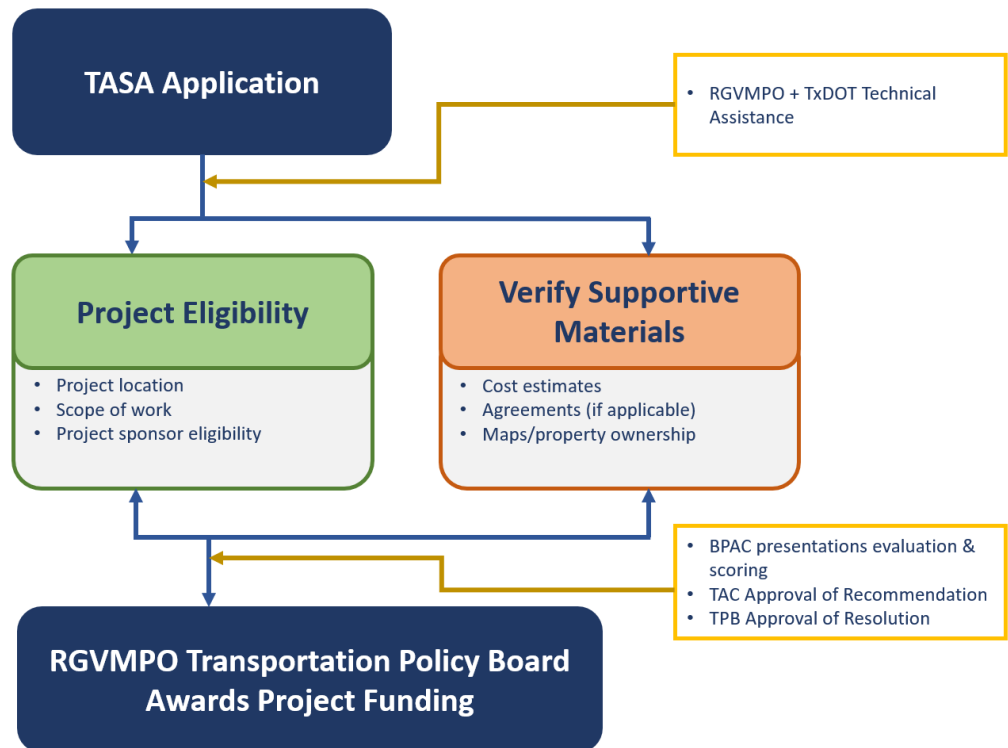 TASA Application
• RGVMPO + TxDOT Technical
Assistance
Project Eligibility
• Project location
• Scope of work
• Project sponsor eligibility
Verify Supportive
Materials
• Cost estimates
• Agreements (if applicable)
• Maps/property ownership
• BPAC presentations evaluation &
scoring
• TAC Approval of Recommendation
• TPB Approval of Resolution
RGVMPO Transportation Policy Board
Awards Project Funding